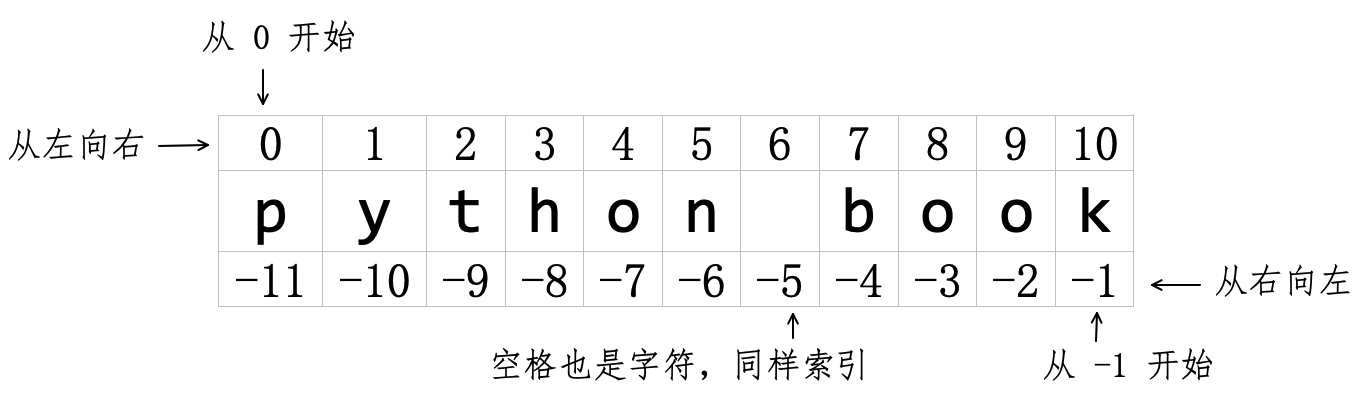 从 0 开始
从左向右
0 1 2 3 4 5 6 7 8 9 10
p y t h o n b o o k
-11 -10 -9 -8 -7 -6 -5 -4 -3 -2 -1
从右向左
空格也是字符，同样索引
从 -1 开始